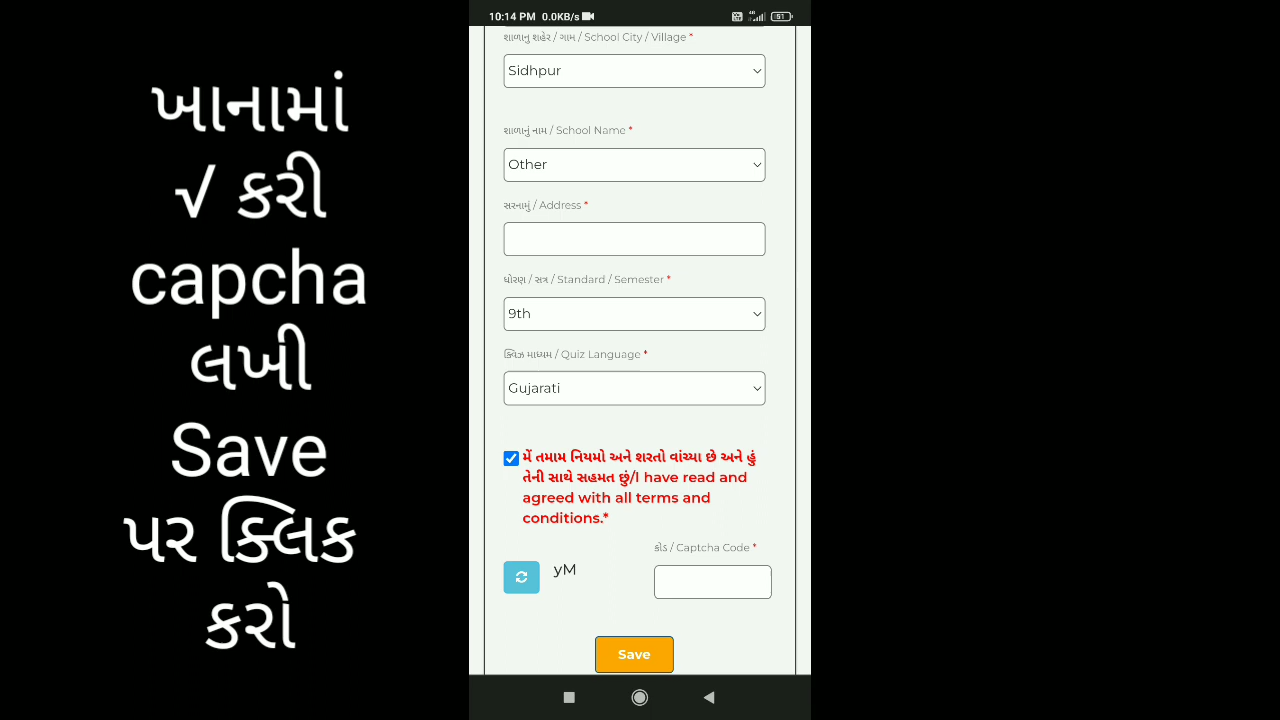 ખાનામાં
√ કરી
capcha
લખી
Save
પર ક્લિક
કરો
10:14 PM 0.0KB/s
4G
51
શાળાનુ શહેર / ગામ / School City / Village *
Sidhpur
શાળાનું નામ / School Name *
Other
સરનામું / Address *
ધોરણ / સત્ર / Standard / Semester *
9th
ક્વિઝ માધ્યમ / Quiz Language *
Gujarati
મેં તમામ નિયમો અને શરતો વાંચ્યા છે અને હું
તેની સાથે સહમત છું/I have read and
agreed with all terms and
conditions.*
કોડ / Captcha Code *
yM
Save